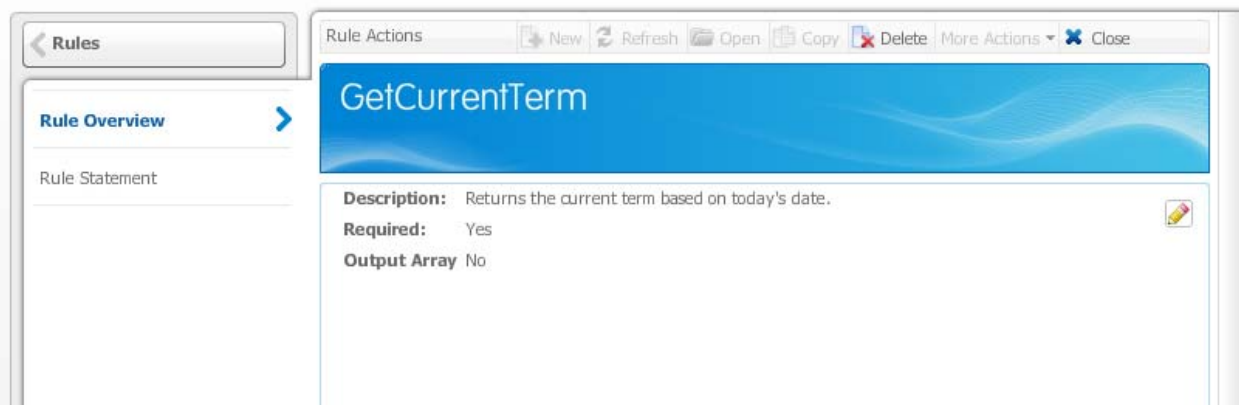 Rules
Rule Overview
Rule Statement
Rule Actions New Refresh Open Copy Delete More Actions Close
GetCurrentTerm
Description: Returns the current term based on today's date.
Required: Yes
Output Array No